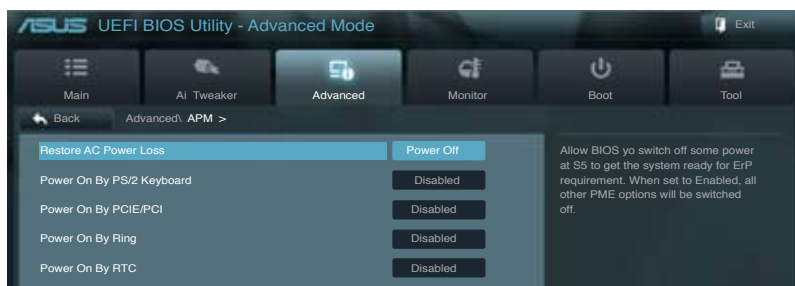 ASUS UEFI BIOS Utility - Advanced Mode
Exit
Main
Ai Tweaker
Advanced
Monitor
Boot
Tool
Back
Advanced\ APM >
Restore AC Power Loss Power Off
Power On By PS/2 Keyboard Disabled
Power On By PCIE/PCI Disabled
Power On By Ring Disabled
Power On By RTC Disabled
Allow BIOS yo switch off some power
at S5 to get the system ready for ErP
requirement. When set to Enabled, all
other PME options will be switched
off.